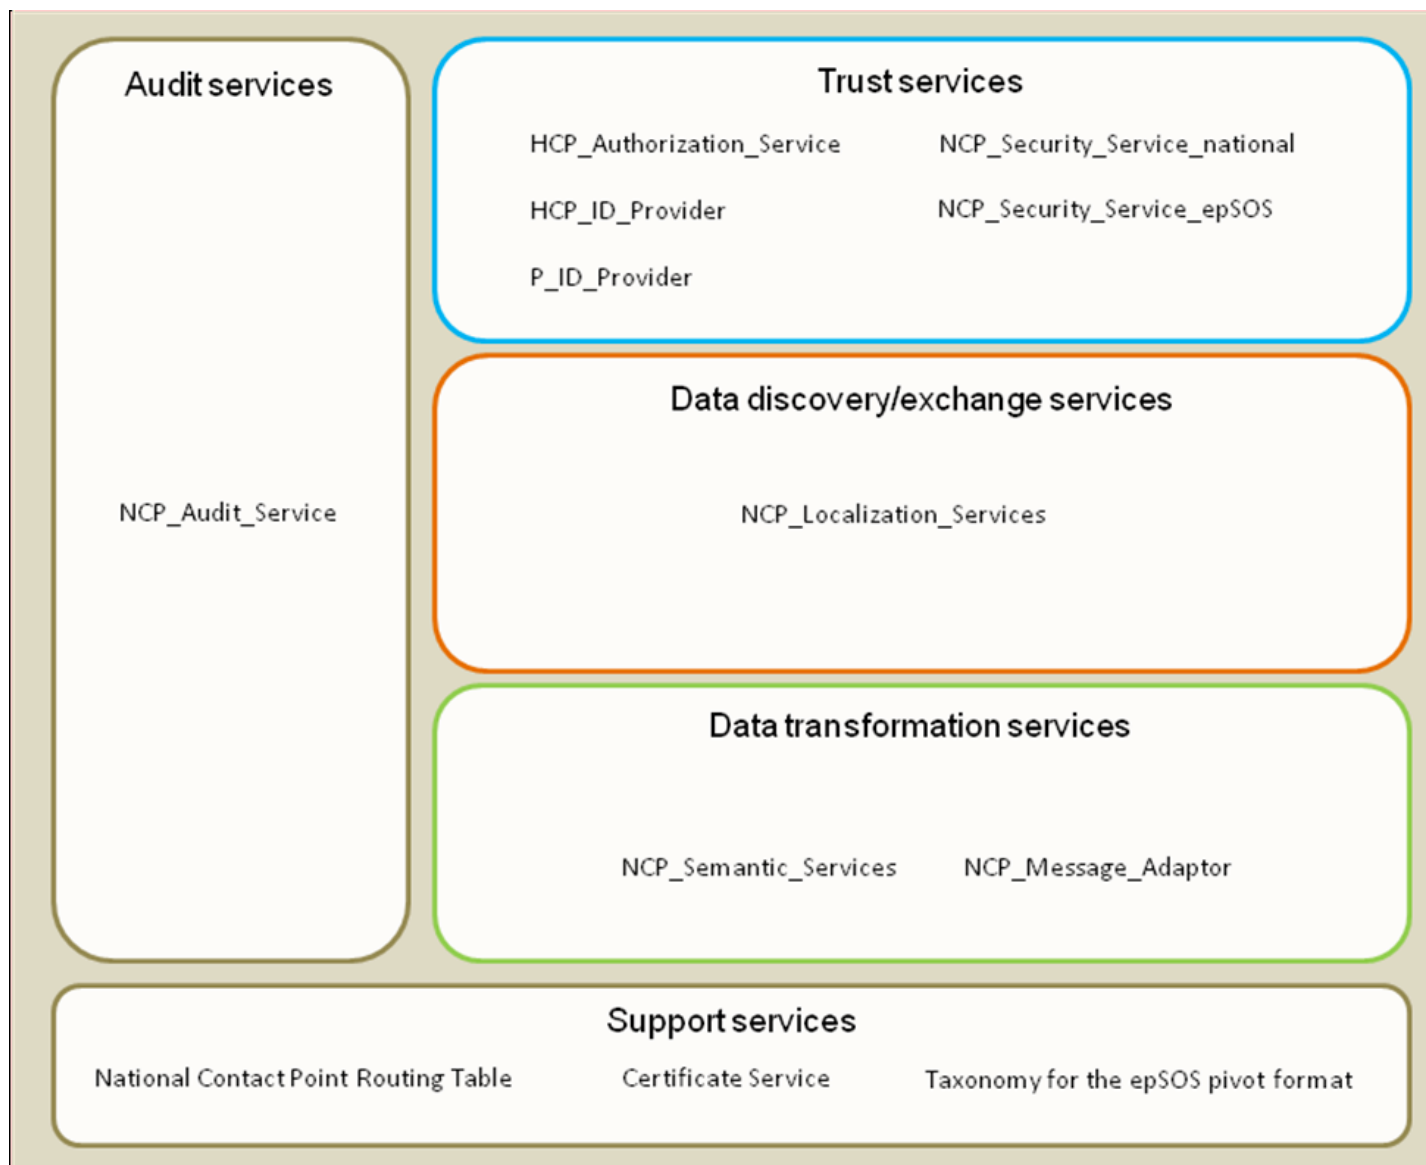 Audit services
NCP_Audit_Service
Trust services
HCP_Authorization_Service
NCP_Security_Service_national
HCP_ID_Provider
NCP_Security_Service_epSOS
P_ID_Provider
Data discovery/exchange services
NCP_Localization_Services
Data transformation services
NCP_Semantic_Services
NCP_Message_Adaptor
Support services
National Contact Point Routing Table
Certificate Service
Taxonomy for the epSOS pivot format